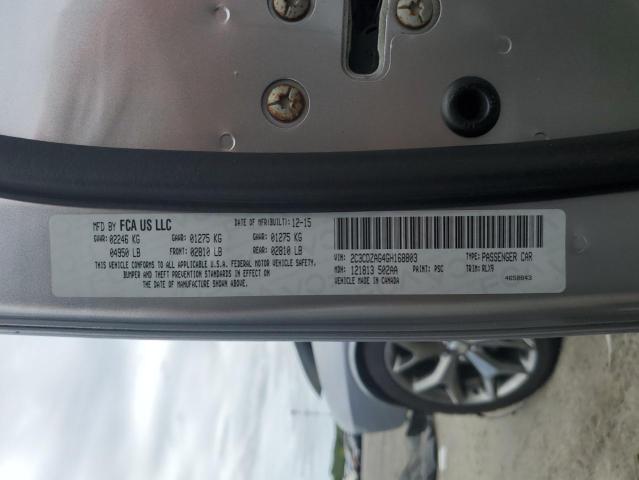 MFD BY FCA US LLC DATE OF MFR(BUILT): 12-15
GVWR: 02246 KG GAWR: 01275 KG GAWR: 01275 KG
04950 LB FRONT: 02810 LB REAR: 02810 LB
THIS VEHICLE CONFORMS TO ALL APPLICABLE U.S.A. FEDERAL MOTOR VEHICLE SAFETY,
BUMPER AND THEFT PREVENTION STANDARDS IN EFFECT ON
THE DATE OF MANUFACTURE SHOWN ABOVE.
VIN: 2C3CDZAG4GH168803 TYPE: PASSENGER CAR
MDH: 121813 502AA PAINT: PSC TRIM: RLX9
VEHICLE MADE IN CANADA 4650843